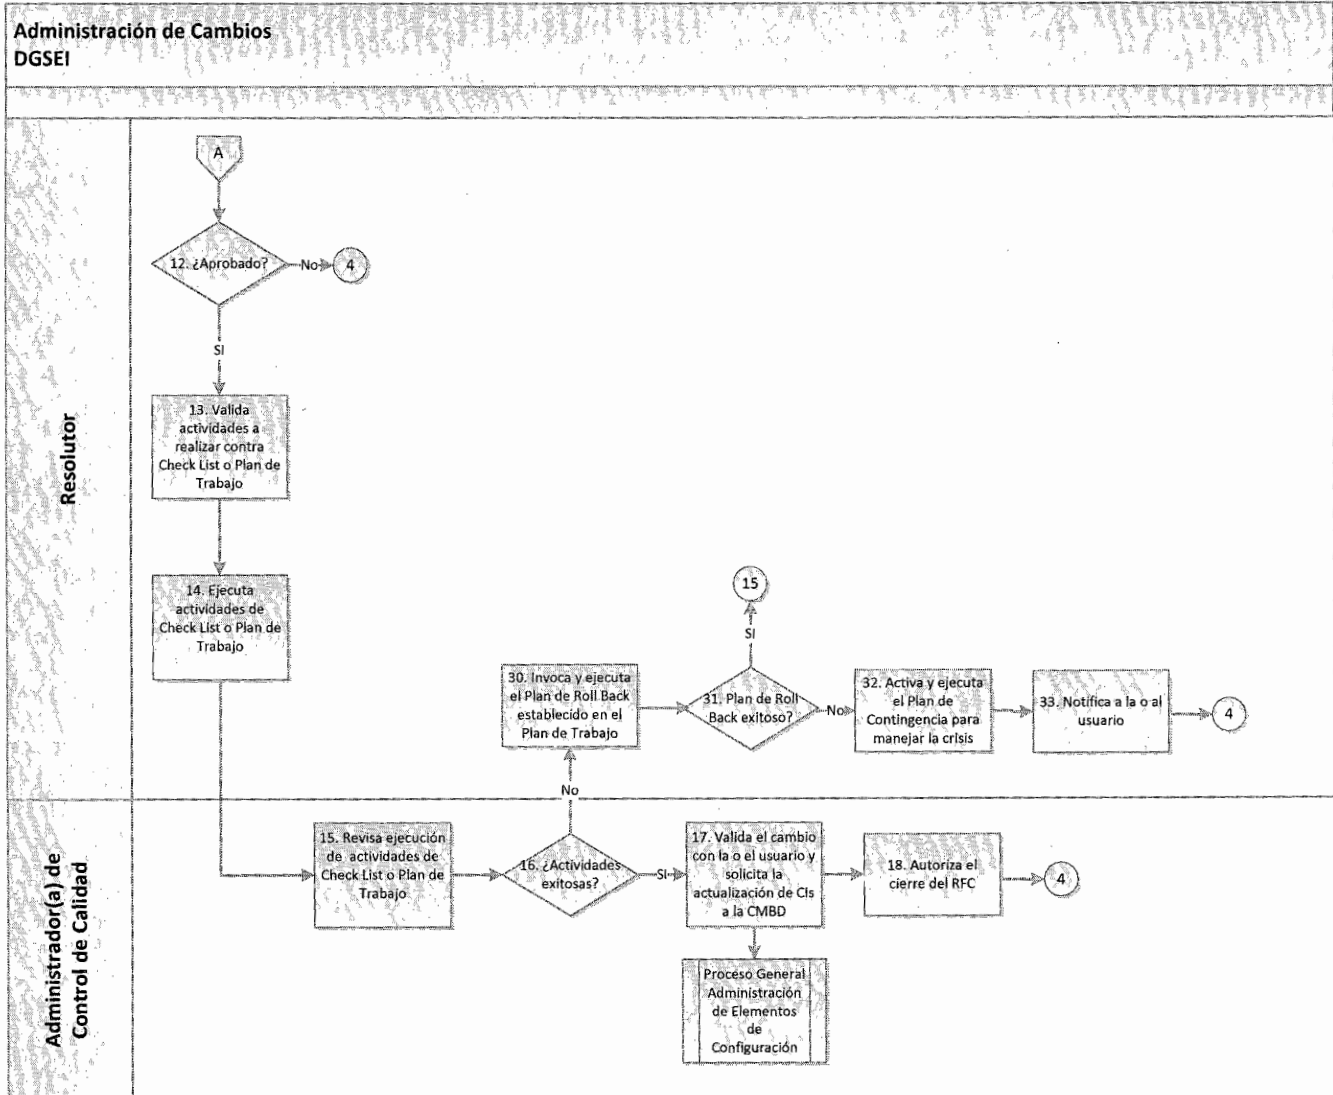 Administración de Cambios
DGSEI
Resolutor
A
12. ¿Aprobado?
No
4
SI
13. Valida
actividades a
realizar contra
Check List o Plan de
Trabajo
14. Ejecuta
actividades de
Check List o Plan de
Trabajo
15
SI
30. Invoca y ejecuta
el Plan de Roll Back
establecido en el
Plan de Trabajo
31. Plan de Roll
Back exitoso?
No
32. Activa y ejecuta
el Plan de
Contingencia para
manejar la crisis
33. Notifica a la o al
usuario
4
No
Administrador(a) de
Control de Calidad
15. Revisa ejecución
de actividades de
Check List o Plan de
Trabajo
16. ¿Actividades
exitosas?
SI
17. Valida el cambio
con la o el usuario y
solicita la
actualización de CIs
a la CMBD
18. Autoriza el
cierre del RFC
4
Proceso General
Administración
de Elementos
de
Configuración